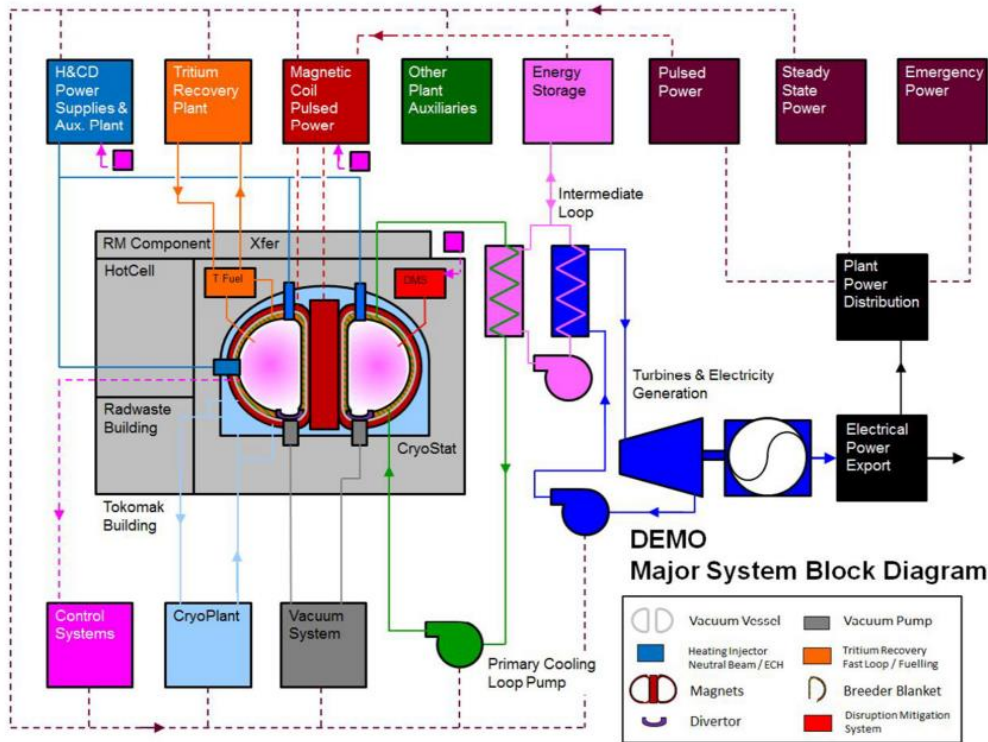 H&CD
Power
Supplies &
Aux. Plant
Tritium
Recovery
Plant
Magnetic
Coil
Pulsed
Power
Other
Plant
Auxiliaries
Energy
Storage
Pulsed
Power
Steady
State
Power
Emergency
Power
Intermediate
Loop
RM Component Xfer
HotCell
T Fuel
DMS
Plant
Power
Distribution
Turbines & Electricity
Generation
Radwaste
Building
CryoStat
Electrical
Power
Export
Tokomak
Building
DEMO
Major System Block Diagram
Control
Systems
CryoPlant
Vacuum
System
Primary Cooling
Loop Pump
Vacuum Vessel
Vacuum Pump
Heating Injector
Neutral Beam / ECH
Tritium Recovery
Fast Loop / Fuelling
Magnets
Breeder Blanket
Divertor
Disruption Mitigation
System